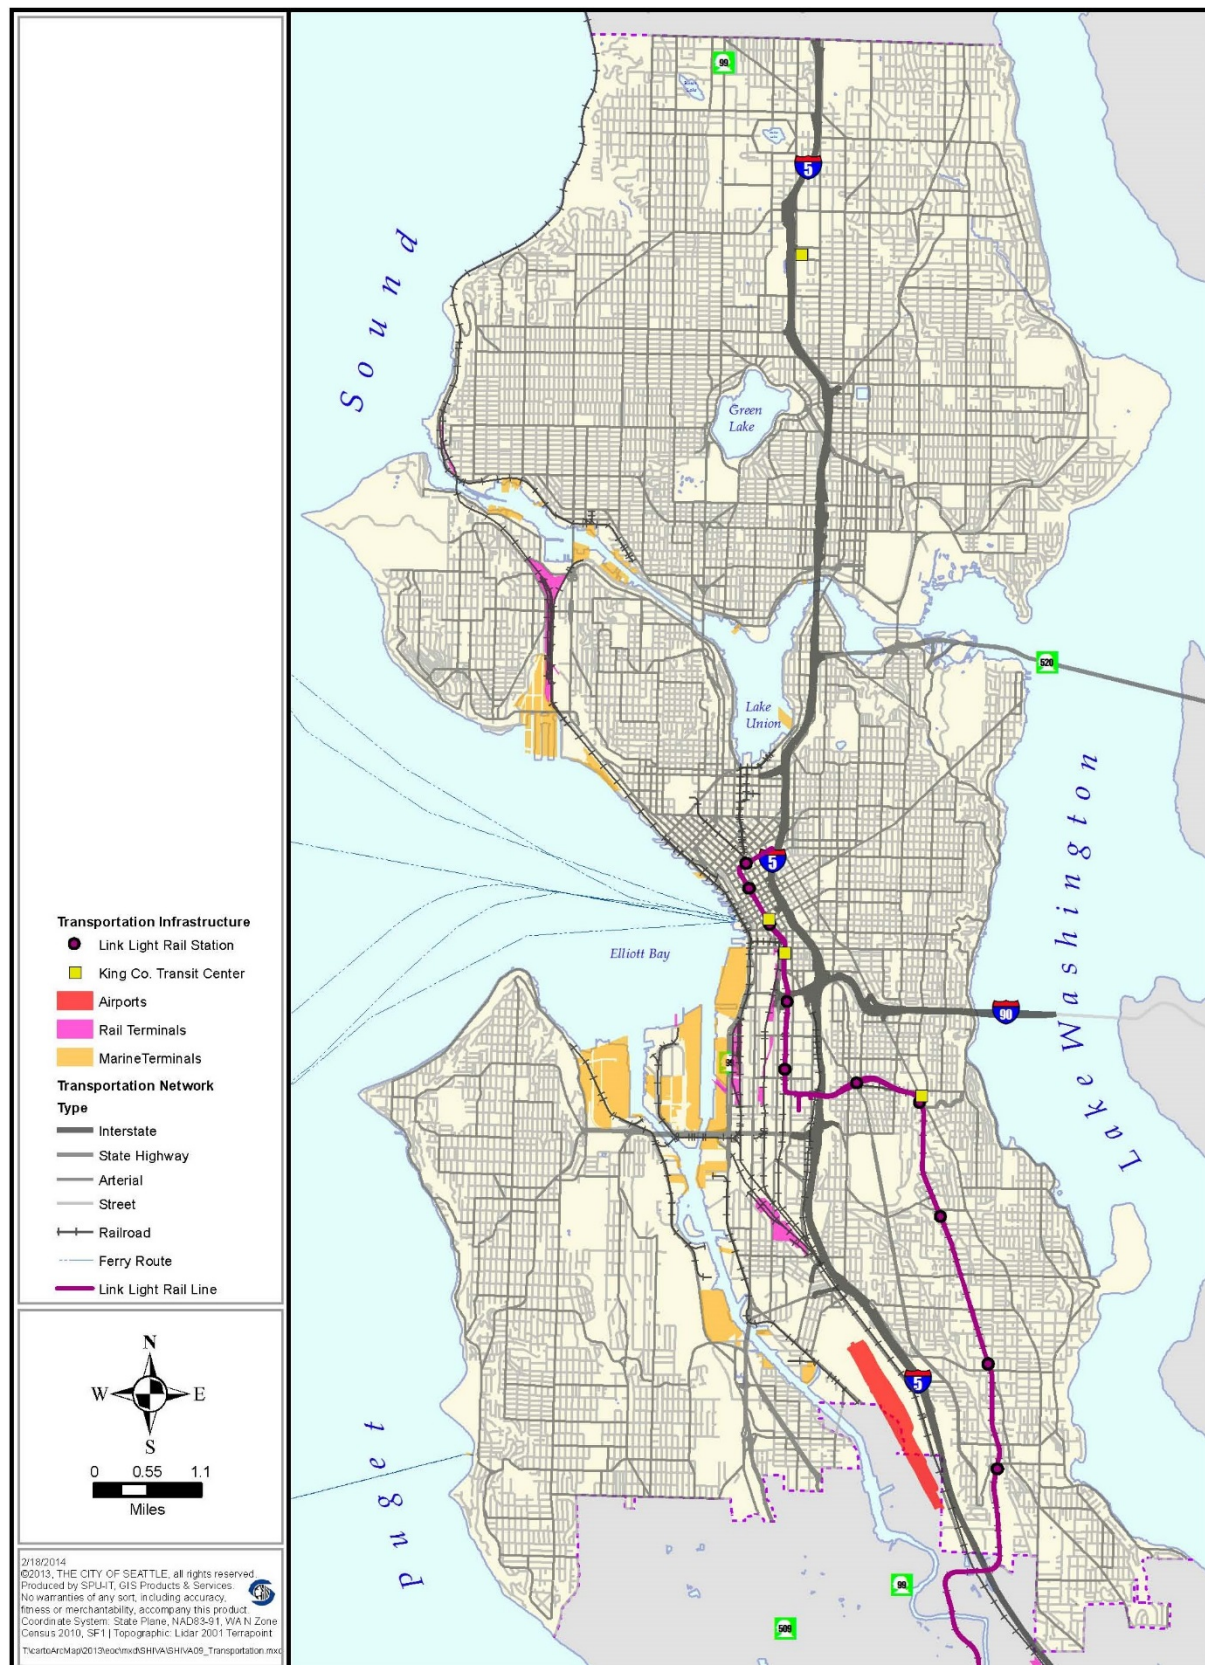 Transportation Infrastructure
Link Light Rail Station
King Co. Transit Center
Airports
Rail Terminals
MarineTerminals
Transportation Network
Type
Interstate
State Highway
Arterial
Street
Railroad
Ferry Route
Link Light Rail Line
N
W E
S
0 0.55 1.1
Miles
2/18/2014
©2013, THE CITY OF SEATTLE, all rights reserved.
Produced by SPU-IT, GIS Products & Services.
No warranties of any sort, including accuracy,
fitness or merchantability, accompany this product.
Coordinate System: State Plane, NAD83-91, WA N Zone
Census 2010, SF1 | Topographic: Lidar 2001 Terrapoint
99
5
Sound
Green
Lake
520
Lake
Union
5
Elliott Bay
90
Lake Washington
5
Puget
99
509